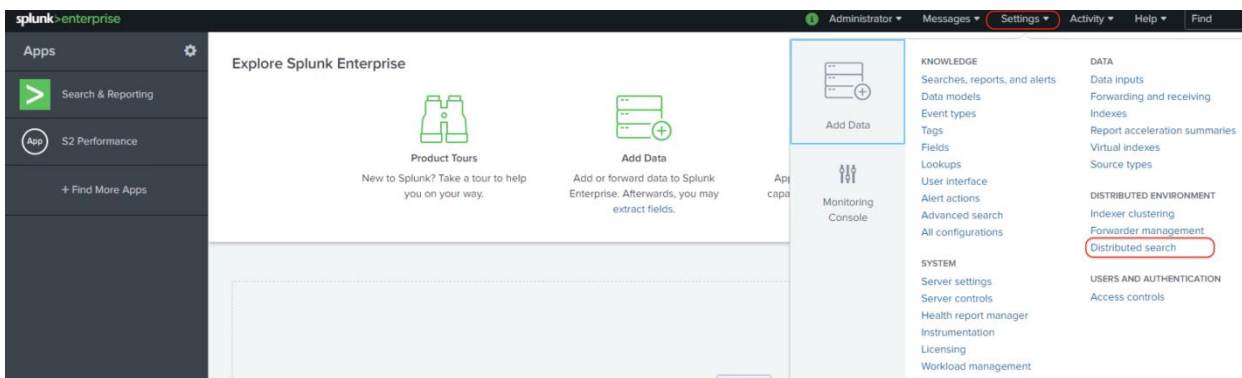 splunk>enterprise
Administrator
Messages
Settings
Activity
Help
Find
Apps
Search & Reporting
App
S2 Performance
+ Find More Apps
Explore Splunk Enterprise
Product Tours
New to Splunk? Take a tour to help
you on your way.
Add Data
Add or forward data to Splunk
Enterprise. Afterwards, you may
extract fields.
Add Data
Monitoring
Console
KNOWLEDGE
Searches, reports, and alerts
Data models
Event types
Tags
Fields
Lookups
User interface
Alert actions
Advanced search
All configurations
SYSTEM
Server settings
Server controls
Health report manager
Instrumentation
Licensing
Workload management
DATA
Data inputs
Forwarding and receiving
Indexes
Report acceleration summaries
Virtual indexes
Source types
DISTRIBUTED ENVIRONMENT
Indexer clustering
Forwarder management
Distributed search
USERS AND AUTHENTICATION
Access controls